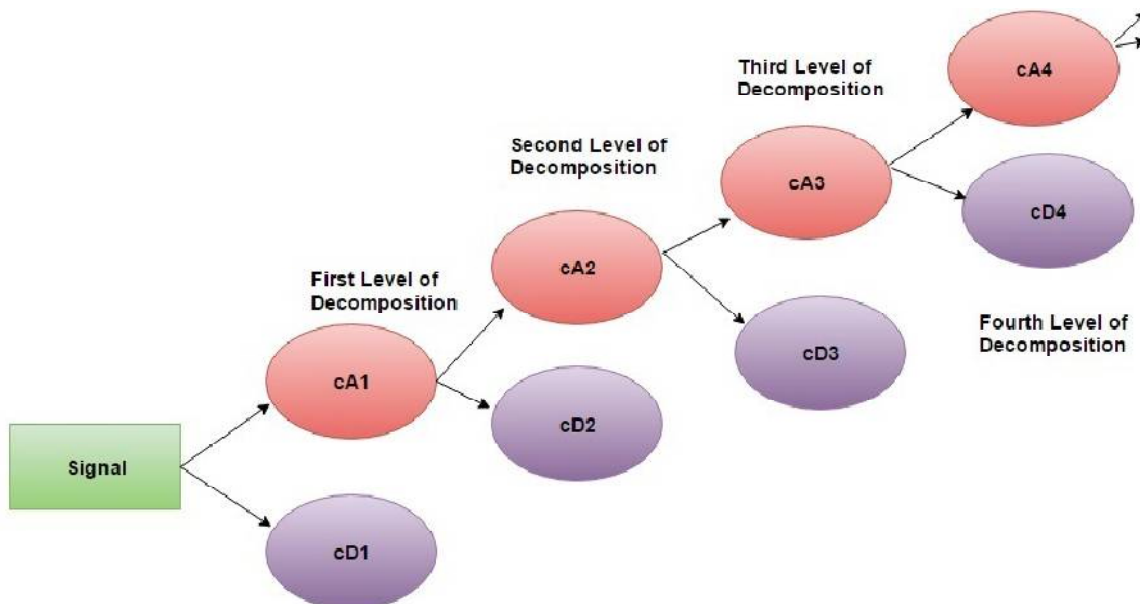 cA4
Third Level of
Decomposition
Second Level of
Decomposition
cA3
cD4
cA2
First Level of
Decomposition
Fourth Level of
Decomposition
cD3
cA1
cD2
Signal
cD1